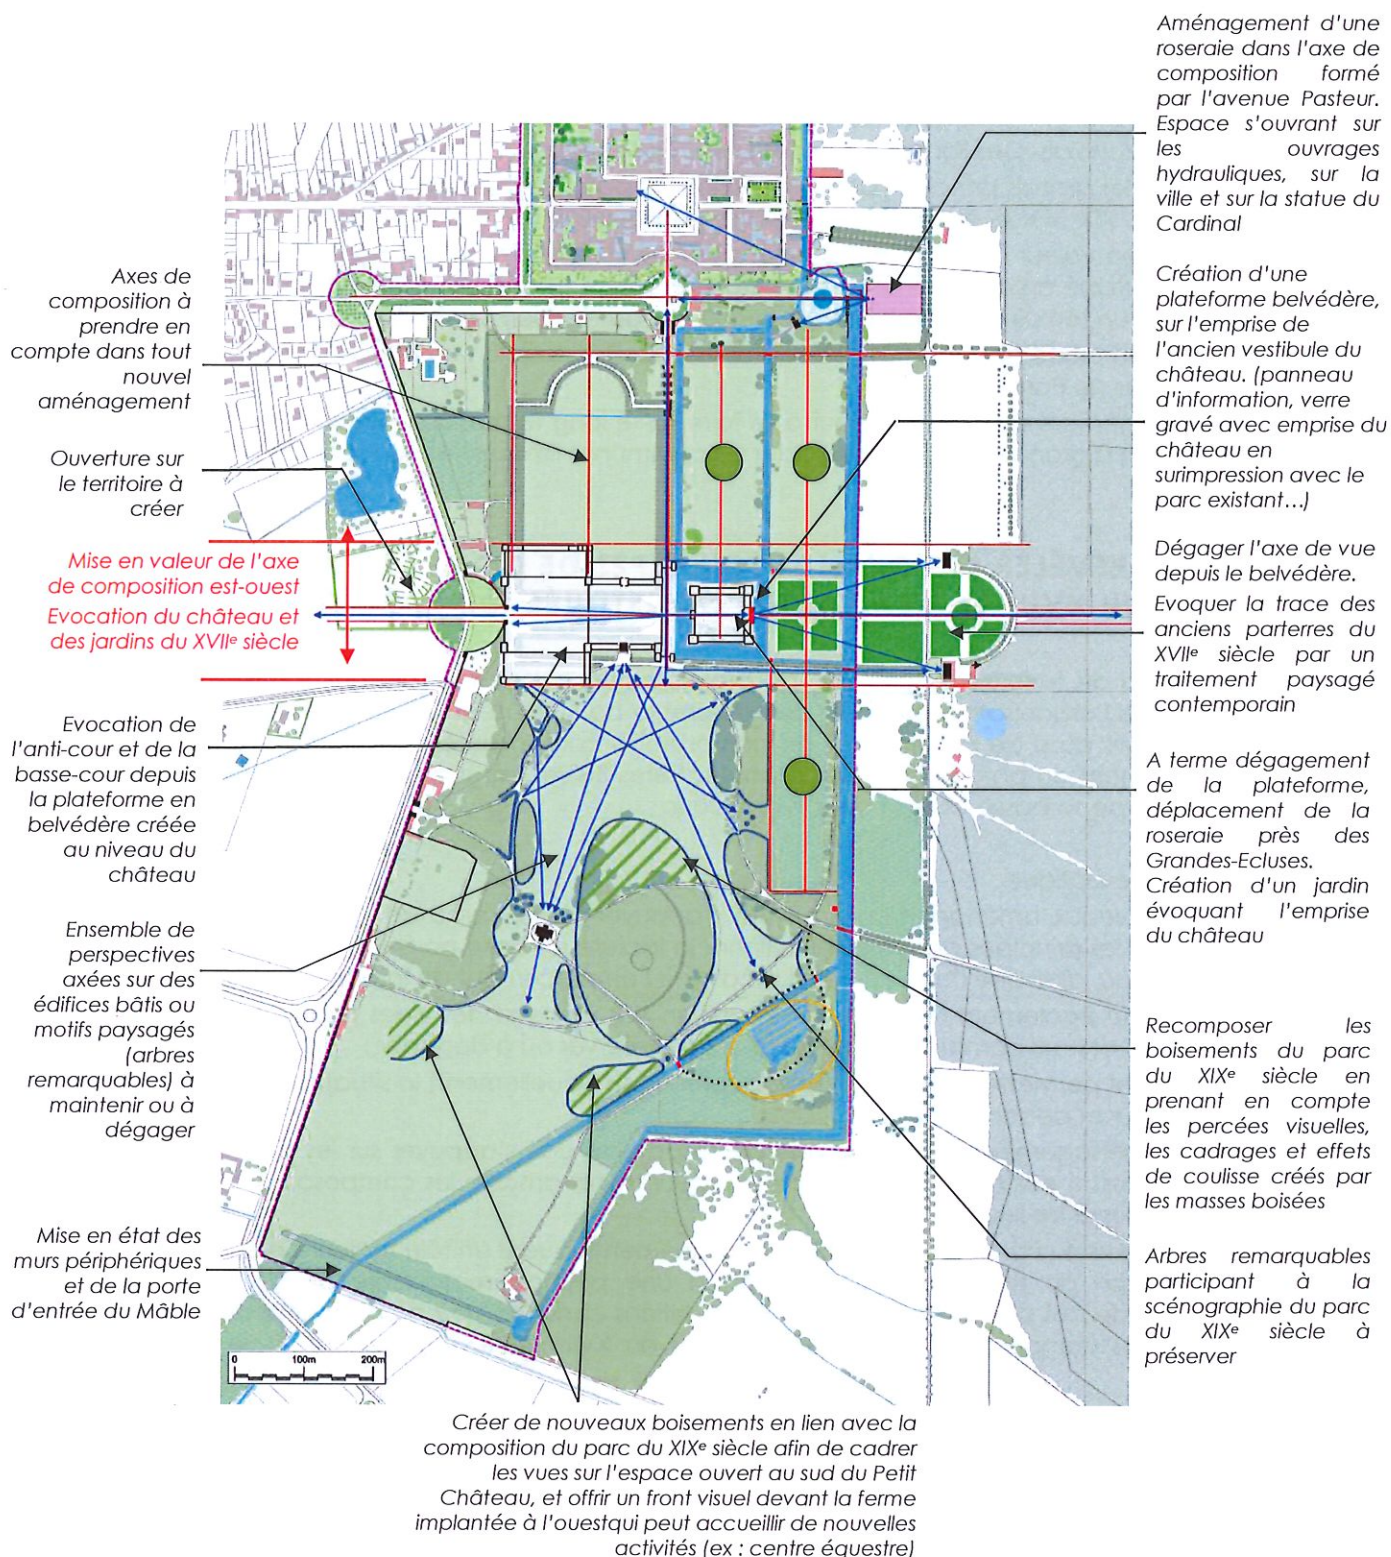 Aménagement d'une
roseraie dans l'axe de
composition formé
par l'avenue Pasteur.
Espace s'ouvrant sur
les ouvrages
hydrauliques, sur la
ville et sur la statue du
Cardinal
Axes de
composition à
prendre en
compte dans tout
nouvel
aménagement
Création d'une
plateforme belvédère,
sur l'emprise de
l'ancien vestibule du
château. (panneau
d'information, verre
gravé avec emprise du
château en
surimpression avec le
parc existant...)
Ouverture sur
le territoire à
créer
Mise en valeur de l'axe
de composition est-ouest
Evocation du château et
des jardins du XVIIe siècle
Dégager l'axe de vue
depuis le belvédère.
Evoquer la trace des
anciens parterres du
XVIIe siècle par un
traitement paysagé
contemporain
Evocation de
l'anti-cour et de la
basse-cour depuis
la plateforme en
belvédère créée
au niveau du
château
A terme dégagement
de la plateforme,
déplacement de la
roseraie près des
Grandes-Ecluses.
Création d'un jardin
évoquant l'emprise
du château
Ensemble de
perspectives
axées sur des
édifices bâtis ou
motifs paysagés
(arbres
remarquables) à
maintenir ou à
dégager
Recomposer les
boisements du parc
du XIXe siècle en
prenant en compte
les percées visuelles,
les cadrages et effets
de coulisse créés par
les masses boisées
Mise en état des
murs périphériques
et de la porte
d'entrée du Mâble
Arbres remarquables
participant à la
scénographie du parc
du XIXe siècle à
préserver
0 100m 200m
Créer de nouveaux boisements en lien avec la
composition du parc du XIXe siècle afin de cadrer
les vues sur l'espace ouvert au sud du Petit
Château, et offrir un front visuel devant la ferme
implantée à l'ouestqui peut accueillir de nouvelles
activités (ex : centre équestre)